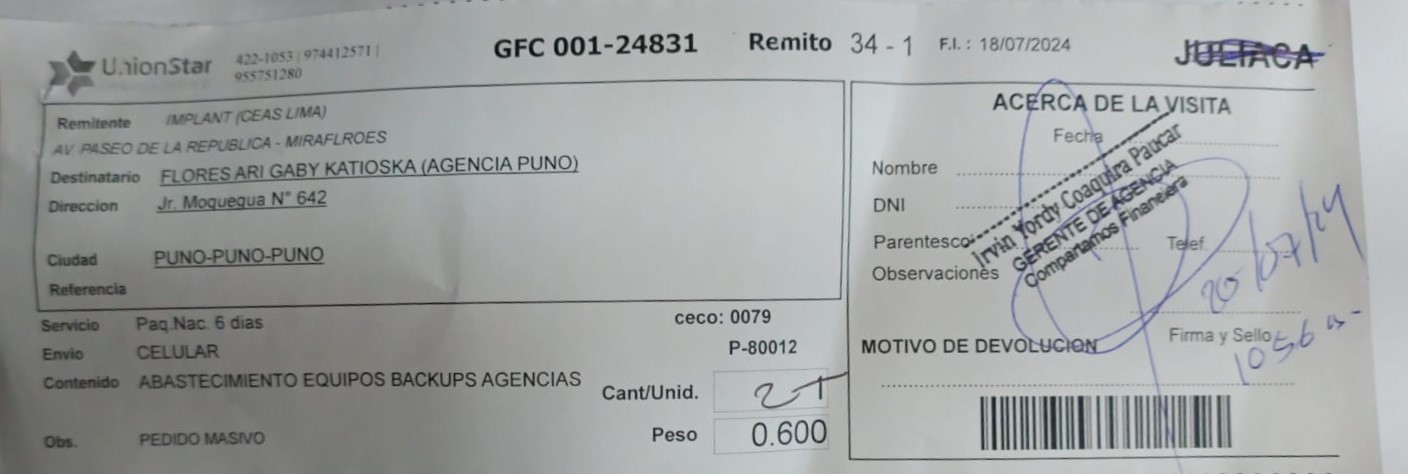 UnionStar
422-1053 | 974412571 |
955751280
GFC 001-24831
Remito 34 - 1
F.I. : 18/07/2024
JULIACA
Remitente IMPLANT (CEAS LIMA)
AV. PASEO DE LA REPUBLICA - MIRAFLROES
Destinatario FLORES ARI GABY KATIOSKA (AGENCIA PUNO)
Direccion Jr. Moquegua N° 642
Ciudad PUNO-PUNO-PUNO
Referencia
Servicio Paq.Nac. 6 dias
ceco: 0079
Envio CELULAR
P-80012
Contenido ABASTECIMIENTO EQUIPOS BACKUPS AGENCIAS
Cant/Unid.
Obs. PEDIDO MASIVO
Peso 0.600
ACERCA DE LA VISITA
Fecha
Nombre
DNI
Parentesco
Telef.
Observaciones
Irvin Yordy Coaquira Paucar
GERENTE DE AGENCIA
Compartamos Financiera
20/07/24
Firma y Sello
1056
MOTIVO DE DEVOLUCION